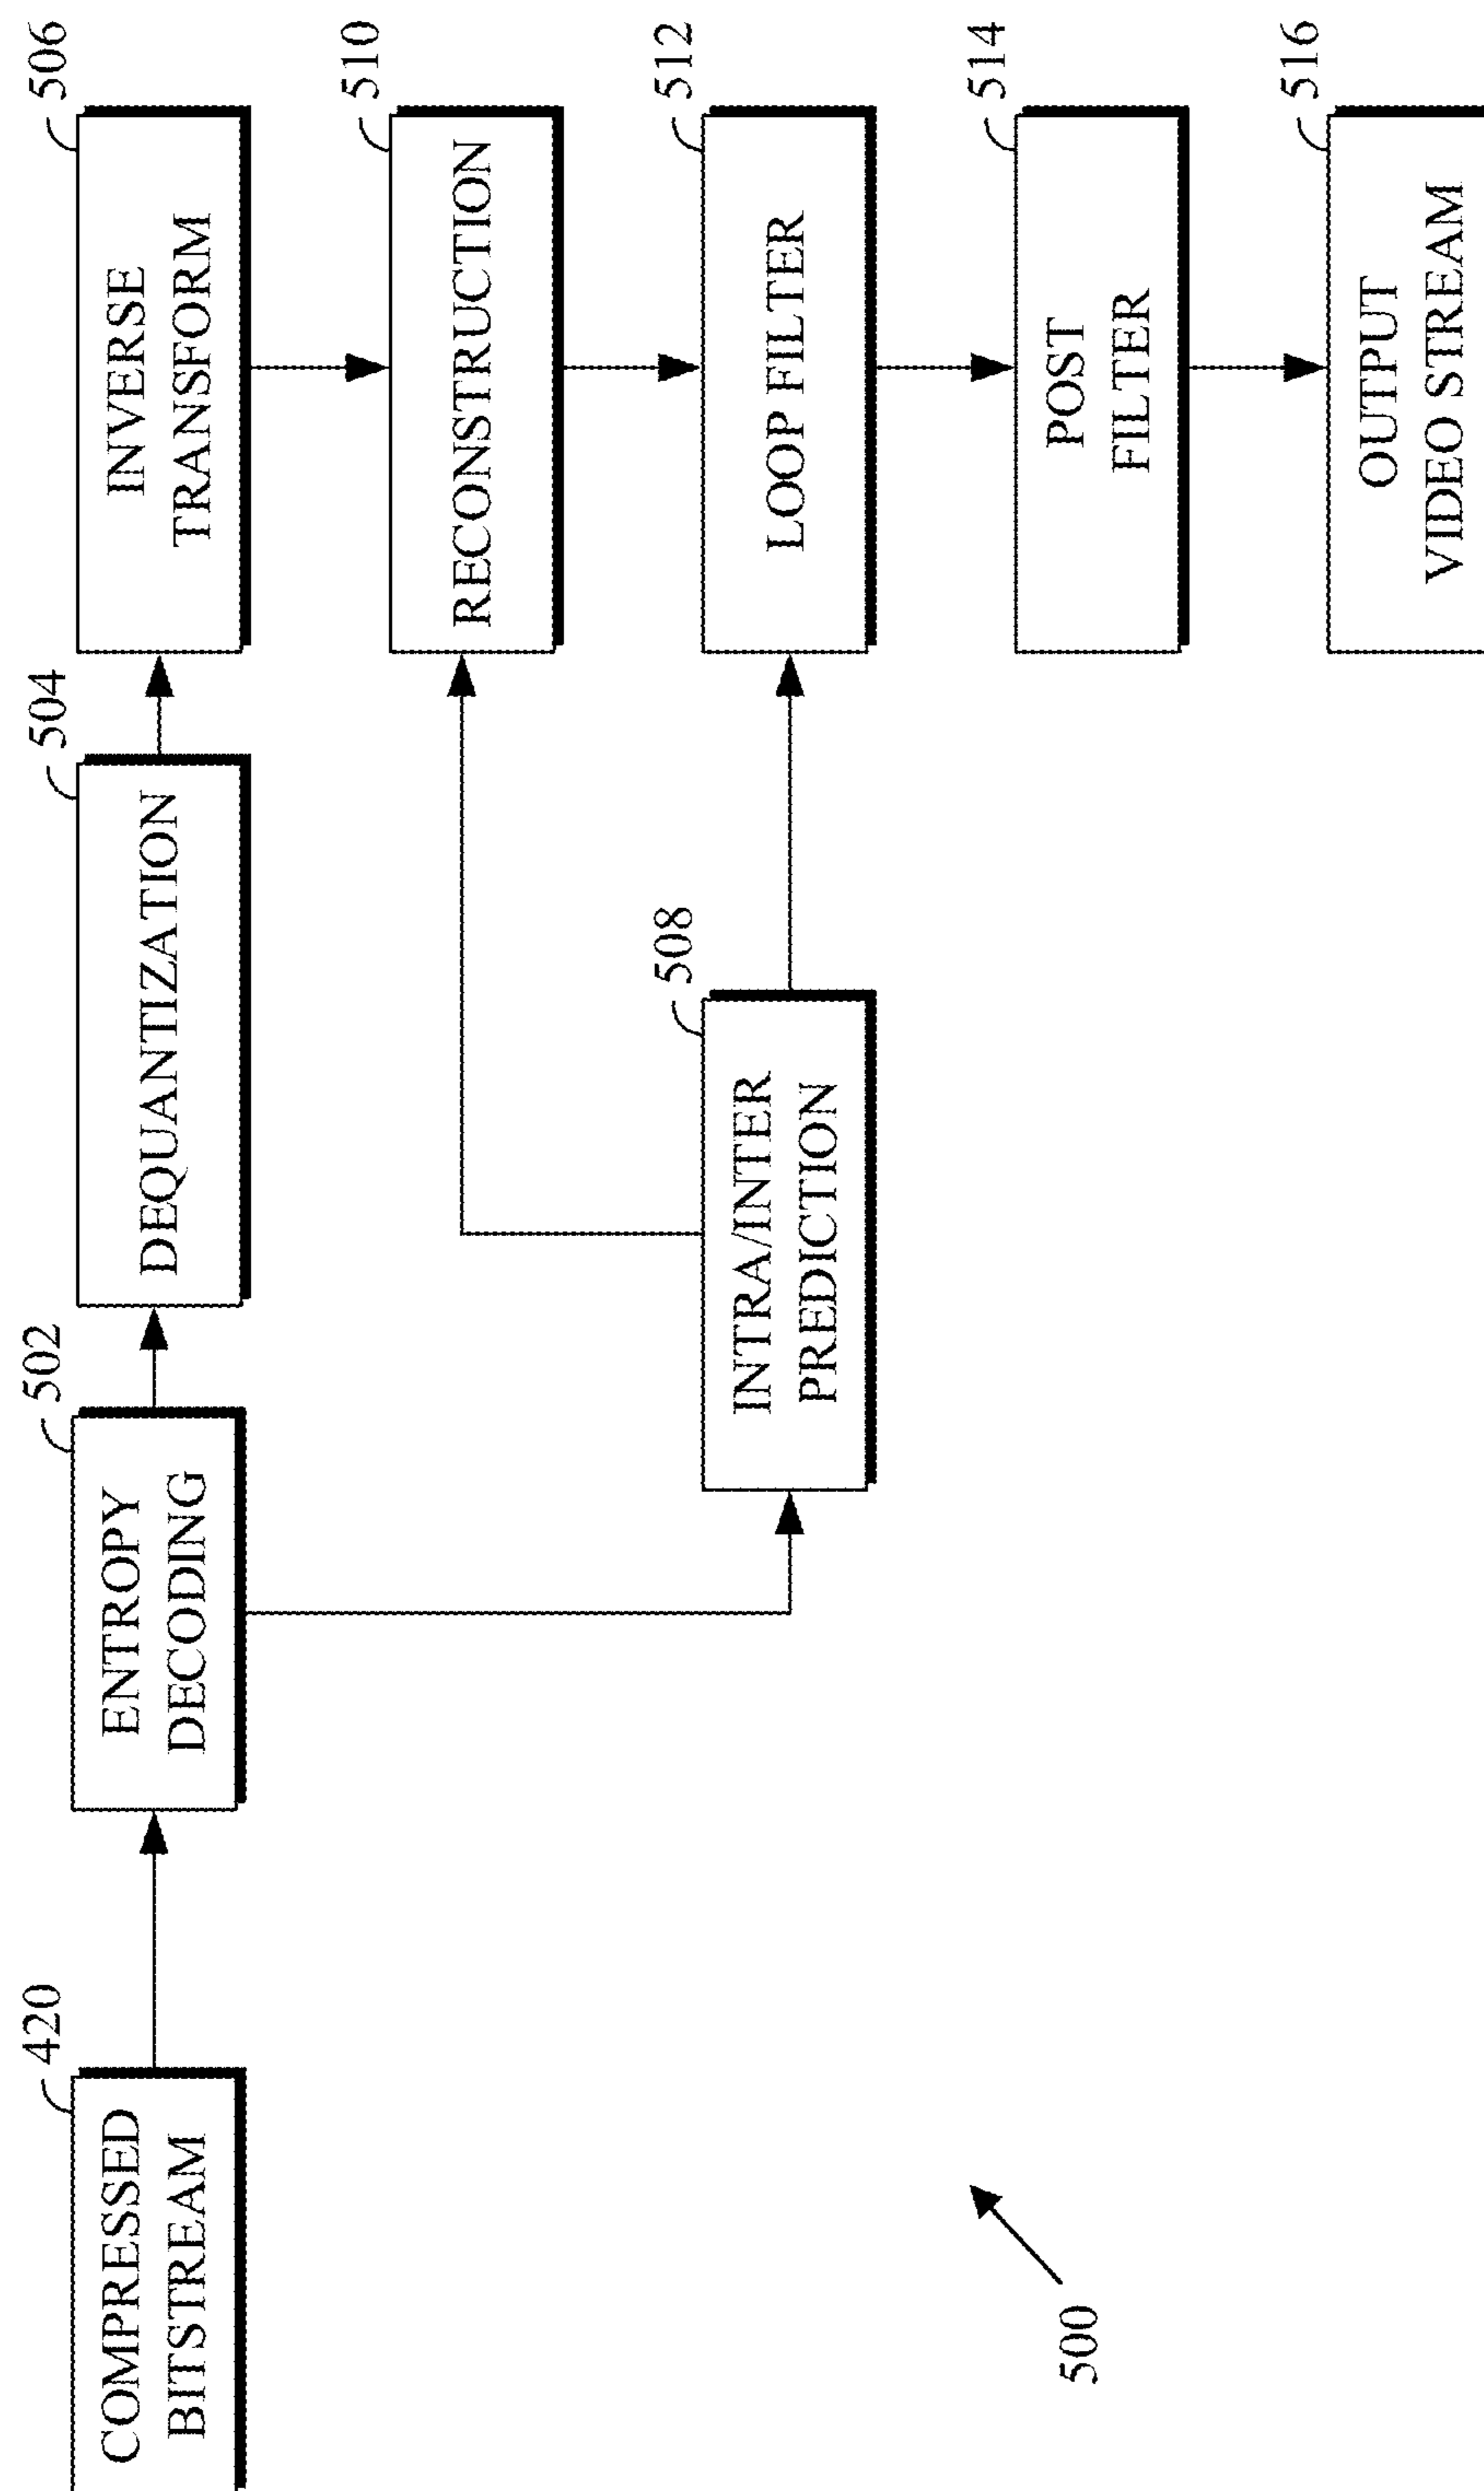 420
COMPRESSED
BITSTREAM
502
ENTROPY
DECODING
504
DEQUANTIZATION
506
INVERSE
TRANSFORM
510
RECONSTRUCTION
508
INTRA/INTER
PREDICTION
512
LOOP FILTER
514
POST
FILTER
516
OUTPUT
VIDEO STREAM
500